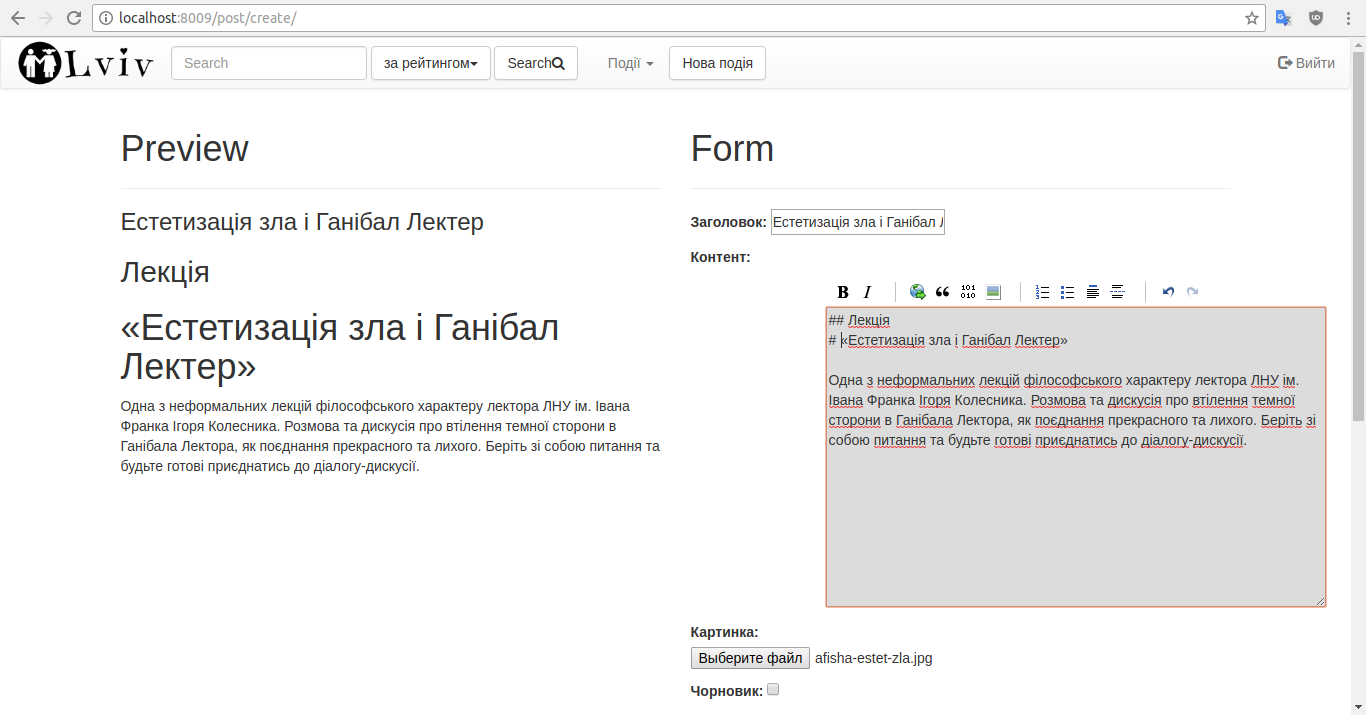 localhost:8009/post/create/
Lviv
Search
за рейтингом
Search
Події
Нова подія
Вийти
Preview
Естетизація зла і Ганібал Лектер
Лекція
«Естетизація зла і Ганібал
Лектер»
Одна з неформальних лекцій філософського характеру лектора ЛНУ ім. Івана
Франка Ігоря Колесника. Розмова та дискусія про втілення темної сторони в
Ганібала Лектора, як поєднання прекрасного та лихого. Беріть зі собою питання та
будьте готові приєднатись до діалогу-дискусії.
Form
Заголовок: Естетизація зла і Ганібал Л
Контент:
B I
101
010
## Лекція
# «Естетизація зла і Ганібал Лектер»
Одна з неформальних лекцій філософського характеру лектора ЛНУ ім.
Івана Франка Ігоря Колесника. Розмова та дискусія про втілення темної
сторони в Ганібала Лектора, як поєднання прекрасного та лихого. Беріть зі
собою питання та будьте готові приєднатись до діалогу-дискусії.
Картинка:
Выберите файл afisha-estet-zla.jpg
Чорновик: